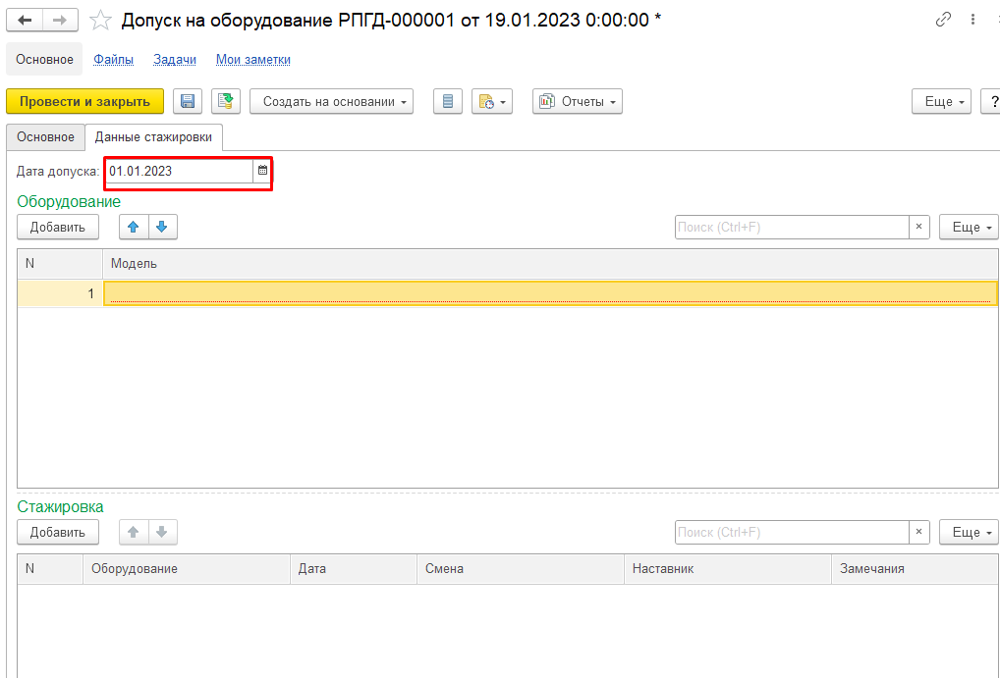 Допуск на оборудование РПГД-000001 от 19.01.2023 0:00:00 *
Основное Файлы Задачи Мои заметки
Провести и закрыть Создать на основании Отчеты Еще ?
Основное Данные стажировки
Дата допуска: 01.01.2023
Оборудование
Добавить Поиск (Ctrl+F) × Еще
N Модель
1
Стажировка
Добавить Поиск (Ctrl+F) × Еще
N Оборудование Дата Смена Наставник Замечания